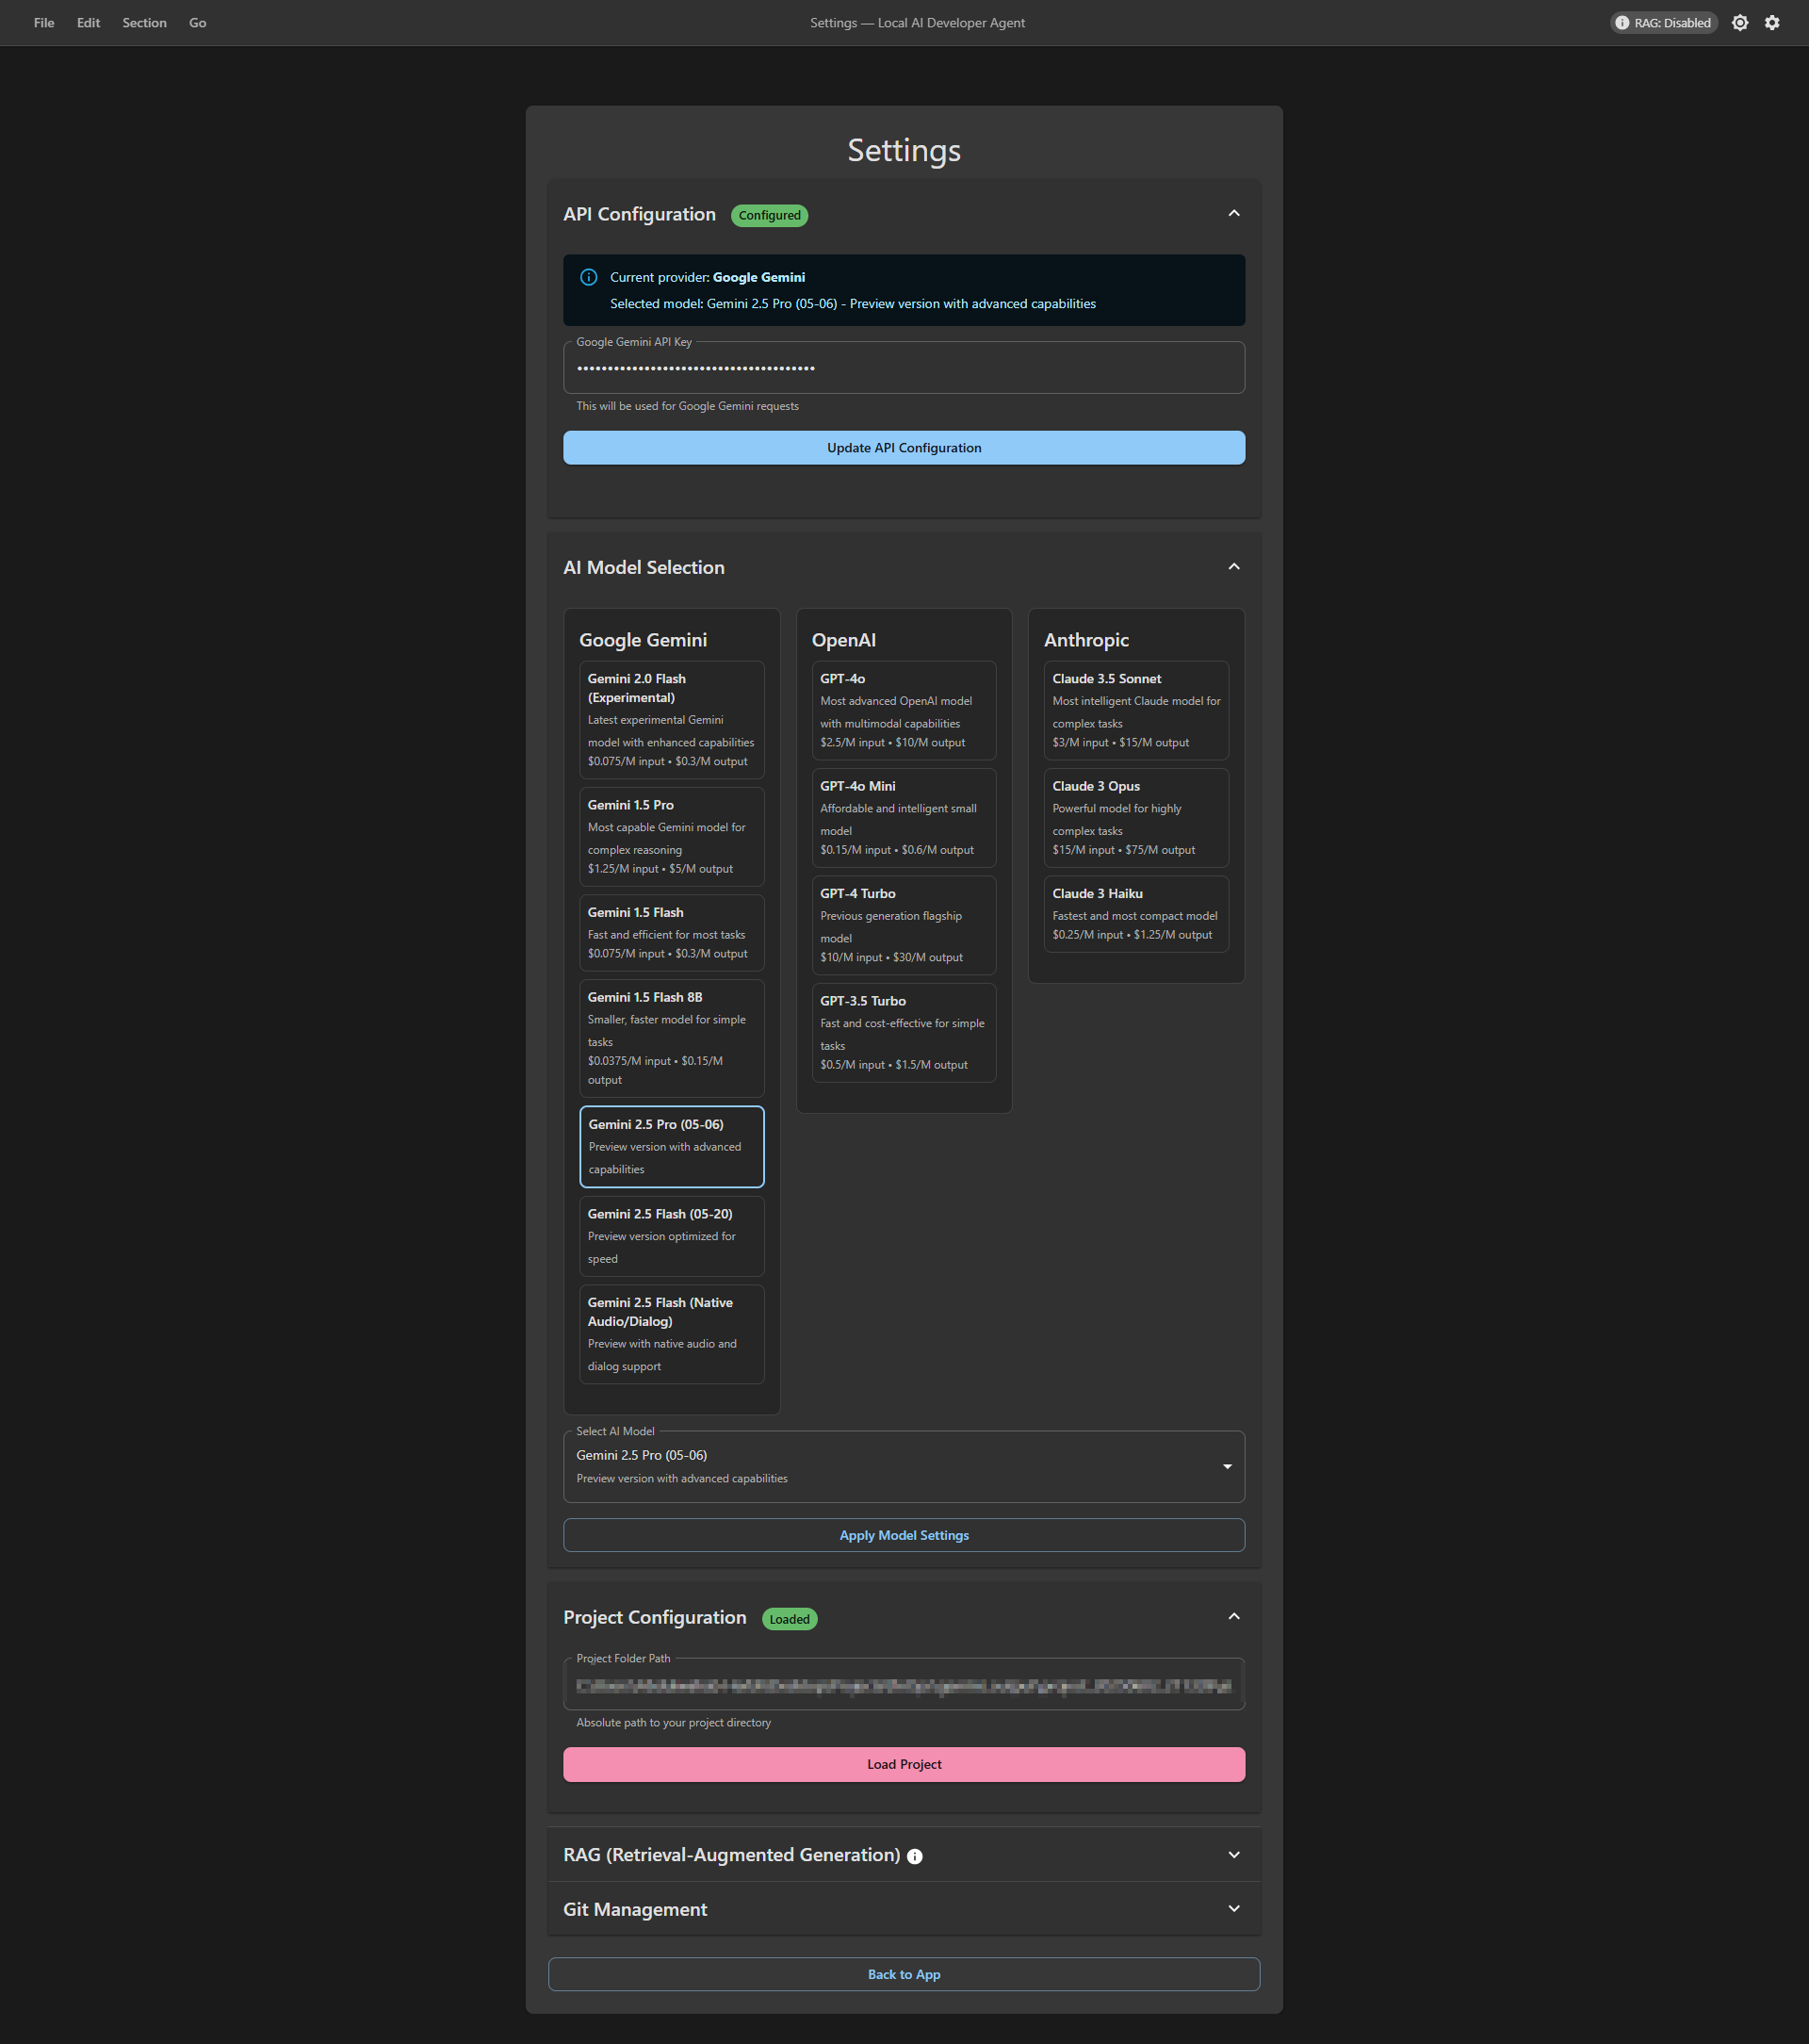 File Edit Section Go
Settings — Local AI Developer Agent
RAG: Disabled
Settings
API Configuration
Configured
Current provider: Google Gemini
Selected model: Gemini 2.5 Pro (05-06) - Preview version with advanced capabilities
Google Gemini API Key
•••••••••••••••••••••••••••••••••••••••
This will be used for Google Gemini requests
Update API Configuration
AI Model Selection
Google Gemini
Gemini 2.0 Flash
(Experimental)
Latest experimental Gemini
model with enhanced capabilities
$0.075/M input • $0.3/M output
Gemini 1.5 Pro
Most capable Gemini model for
complex reasoning
$1.25/M input • $5/M output
Gemini 1.5 Flash
Fast and efficient for most tasks
$0.075/M input • $0.3/M output
Gemini 1.5 Flash 8B
Smaller, faster model for simple
tasks
$0.0375/M input • $0.15/M
output
Gemini 2.5 Pro (05-06)
Preview version with advanced
capabilities
Gemini 2.5 Flash (05-20)
Preview version optimized for
speed
Gemini 2.5 Flash (Native
Audio/Dialog)
Preview with native audio and
dialog support
OpenAI
GPT-4o
Most advanced OpenAI model
with multimodal capabilities
$2.5/M input • $10/M output
GPT-4o Mini
Affordable and intelligent small
model
$0.15/M input • $0.6/M output
GPT-4 Turbo
Previous generation flagship
model
$10/M input • $30/M output
GPT-3.5 Turbo
Fast and cost-effective for simple
tasks
$0.5/M input • $1.5/M output
Anthropic
Claude 3.5 Sonnet
Most intelligent Claude model for
complex tasks
$3/M input • $15/M output
Claude 3 Opus
Powerful model for highly
complex tasks
$15/M input • $75/M output
Claude 3 Haiku
Fastest and most compact model
$0.25/M input • $1.25/M output
Select AI Model
Gemini 2.5 Pro (05-06)
Preview version with advanced capabilities
Apply Model Settings
Project Configuration
Loaded
Project Folder Path
Absolute path to your project directory
Load Project
RAG (Retrieval-Augmented Generation)
Git Management
Back to App